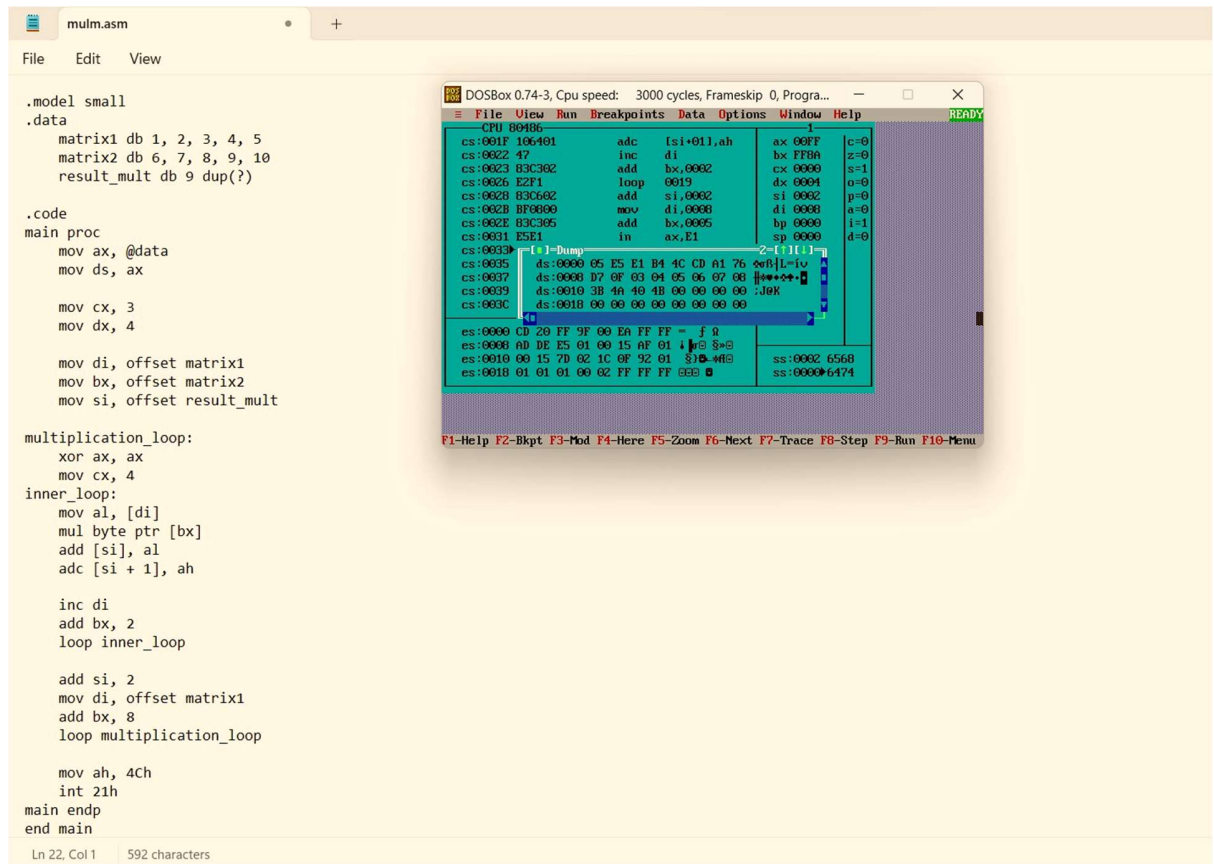 mulm.asm
File Edit View
.model small
.data
matrix1 db 1, 2, 3, 4, 5
matrix2 db 6, 7, 8, 9, 10
result_mult db 9 dup(?)
.code
main proc
mov ax, @data
mov ds, ax
mov cx, 3
mov dx, 4
mov di, offset matrix1
mov bx, offset matrix2
mov si, offset result_mult
multiplication_loop:
xor ax, ax
mov cx, 4
inner_loop:
mov al, [di]
mul byte ptr [bx]
add [si], al
adc [si + 1], ah
inc di
add bx, 2
loop inner_loop
add si, 2
mov di, offset matrix1
add bx, 8
loop multiplication_loop
mov ah, 4Ch
int 21h
main endp
end main
Ln 22, Col 1 592 characters
DOSBox 0.74-3, Cpu speed: 3000 cycles, Frameskip 0, Progra...
≡ File View Run Breakpoints Data Options Window Help READY
CPU 80486 1
cs:001F 106401 adc [si+01],ah ax 00FF c=0
cs:0022 47 inc di bx FF8A z=0
cs:0023 83C302 add bx,0002 cx 0000 s=1
cs:0026 E2F1 loop 0019 dx 0004 o=0
cs:0028 83C602 add si,0002 si 0002 p=0
cs:002B BF0800 mov di,0008 di 0008 a=0
cs:002E 83C305 add bx,0005 bp 0000 i=1
cs:0031 E5E1 in ax,E1 sp 0000 d=0
cs:0033 [■]=Dump 2=[↑][↓]
cs:0035 ds:0000 05 E5 E1 B4 4C CD A1 76
cs:0037 ds:0008 D7 0F 03 04 05 06 07 08
cs:0039 ds:0010 3B 4A 40 4B 00 00 00 00 ;J@K
cs:003C ds:0018 00 00 00 00 00 00 00 00
es:0000 CD 20 FF 9F 00 EA FF FF = ƒ Ω
es:0008 AD DE E5 01 00 15 AF 01
es:0010 00 15 7D 02 1C 0F 92 01 ss:0002 6568
es:0018 01 01 01 00 02 FF FF FF ss:0000 6474
F1-Help F2-Bkpt F3-Mod F4-Here F5-Zoom F6-Next F7-Trace F8-Step F9-Run F10-Menu